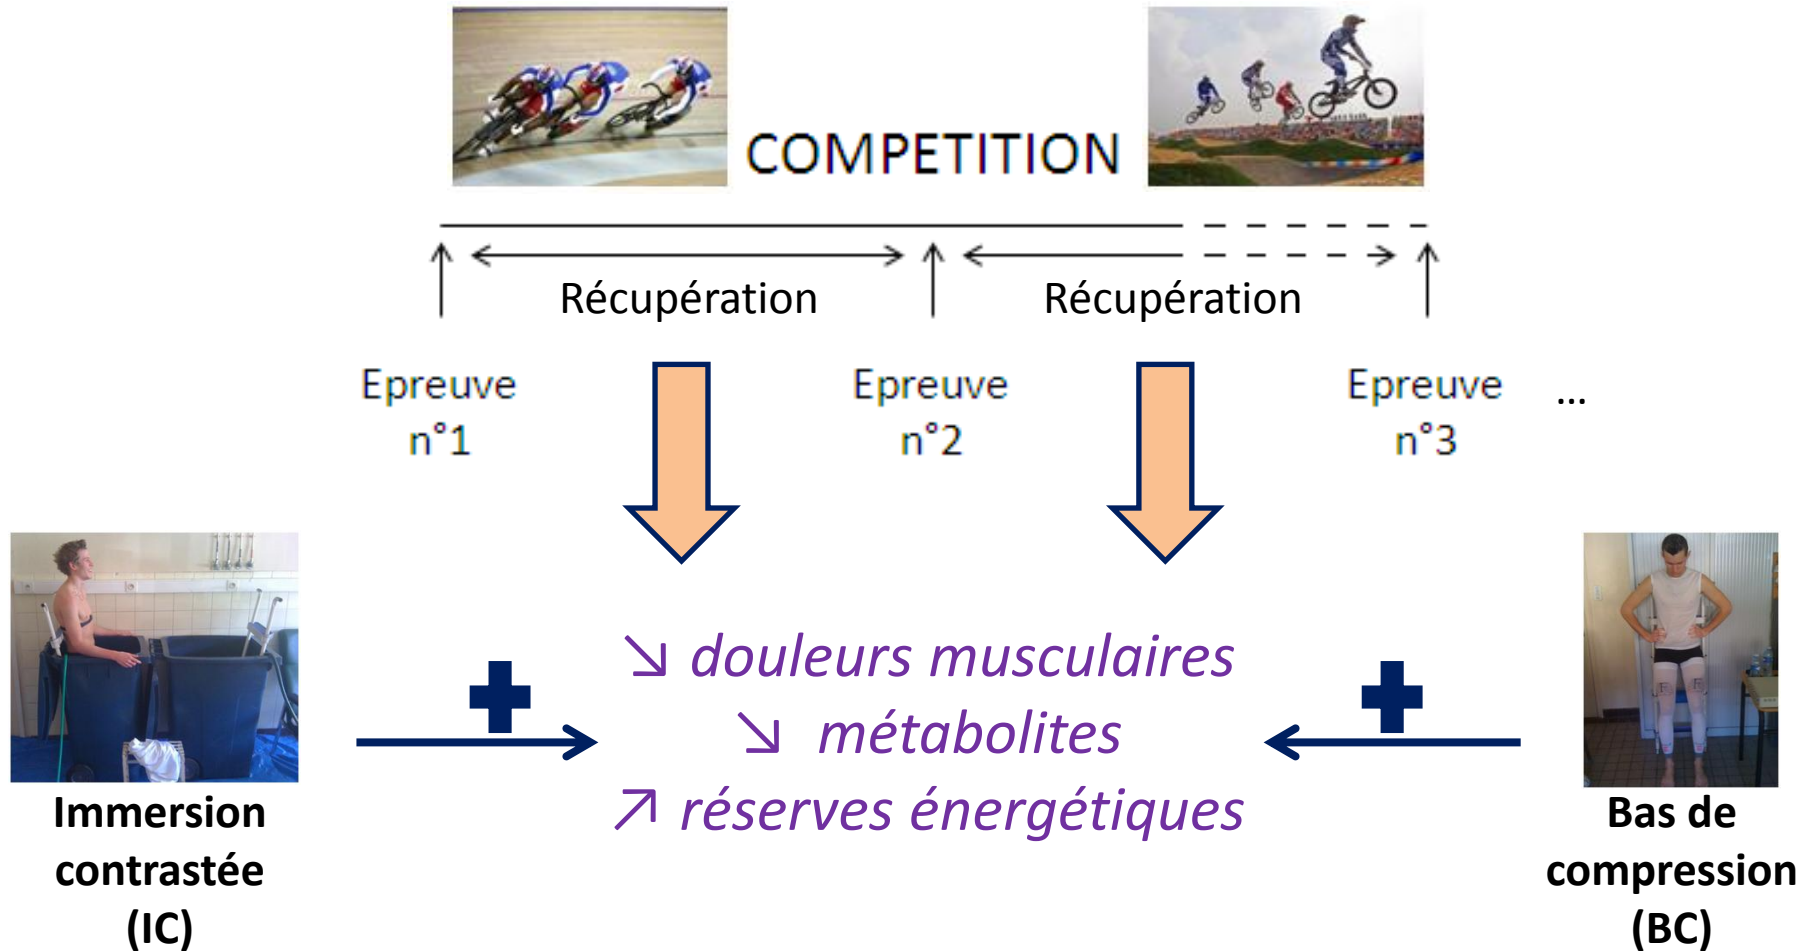 COMPETITION
Récupération
Récupération
Epreuve
n°1
Epreuve
n°2
Epreuve
n°3
...
↘ douleurs musculaires
↘ métabolites
↗ réserves énergétiques
Immersion
contrastée
(IC)
Bas de
compression
(BC)